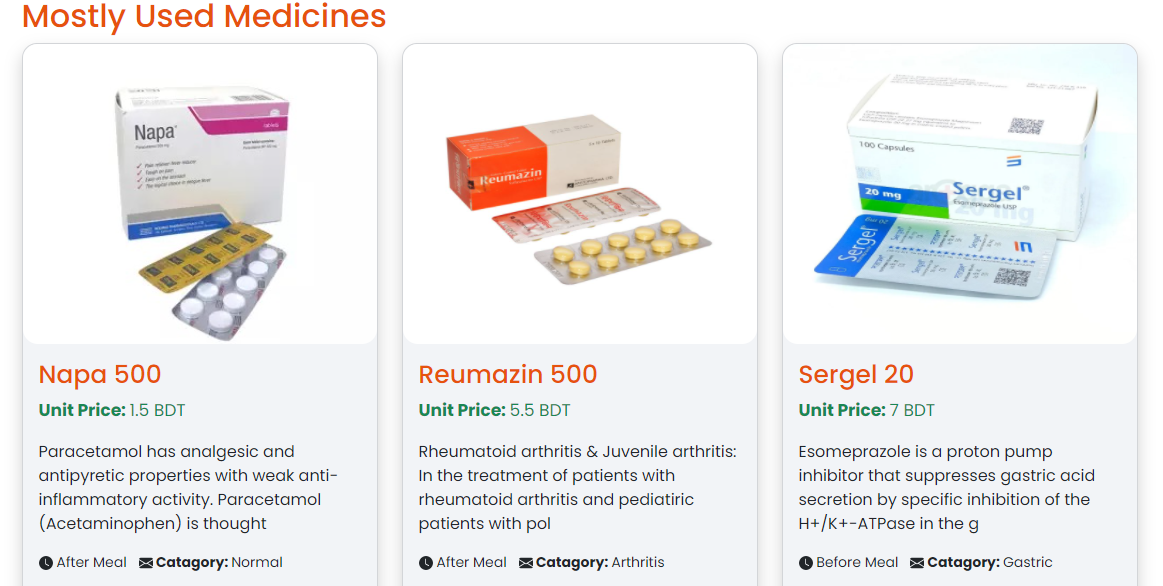 Mostly Used Medicines
Napa
100 Capsules
20 mg
Sergel®
Esomeprazole USP
Reumazin
Sergel
Napa 500
Unit Price: 1.5 BDT
Paracetamol has analgesic and
antipyretic properties with weak anti-
inflammatory activity. Paracetamol
(Acetaminophen) is thought
After Meal Catagory: Normal
Reumazin 500
Unit Price: 5.5 BDT
Rheumatoid arthritis & Juvenile arthritis:
In the treatment of patients with
rheumatoid arthritis and pediatiric
patients with pol
After Meal Catagory: Arthritis
Sergel 20
Unit Price: 7 BDT
Esomeprazole is a proton pump
inhibitor that suppresses gastric acid
secretion by specific inhibition of the
H+/K+-ATPase in the g
Before Meal Catagory: Gastric